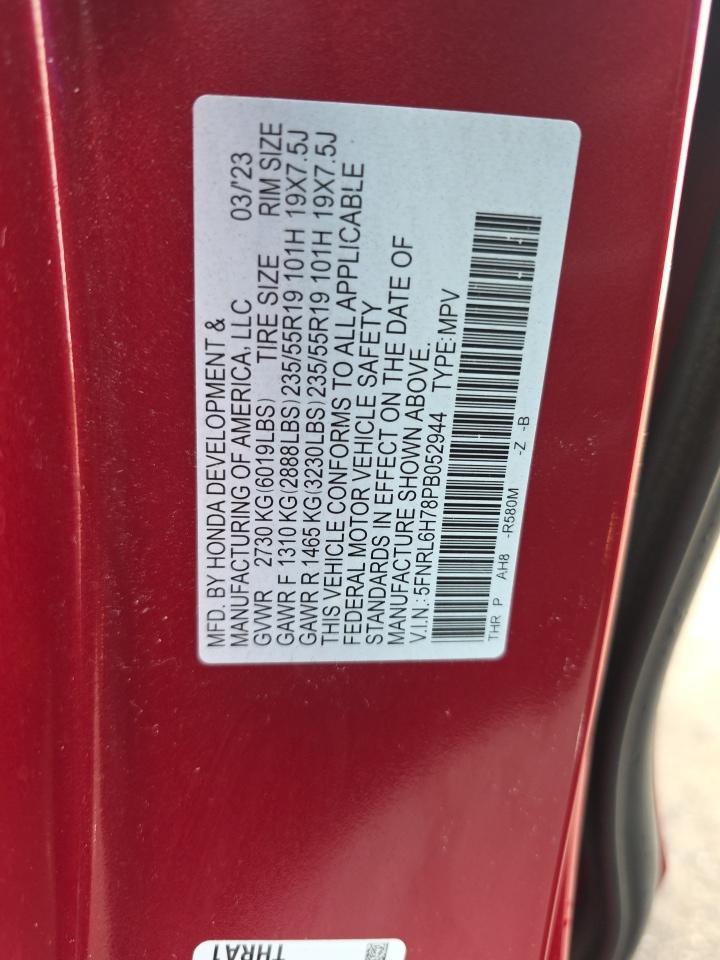 MFD. BY HONDA DEVELOPMENT &
MANUFACTURING OF AMERICA, LLC 03/'23
GVWR 2730 KG (6019LBS) TIRE SIZE RIM SIZE
GAWR F 1310 KG (2888LBS) 235/55R19 101H 19X7.5J
GAWR R 1465 KG (3230LBS) 235/55R19 101H 19X7.5J
THIS VEHICLE CONFORMS TO ALL APPLICABLE
FEDERAL MOTOR VEHICLE SAFETY
STANDARDS IN EFFECT ON THE DATE OF
MANUFACTURE SHOWN ABOVE.
V.I.N.: 5FNRL6H78PB052944 TYPE: MPV
THR P AH8 -R580M -Z -B
THRA1